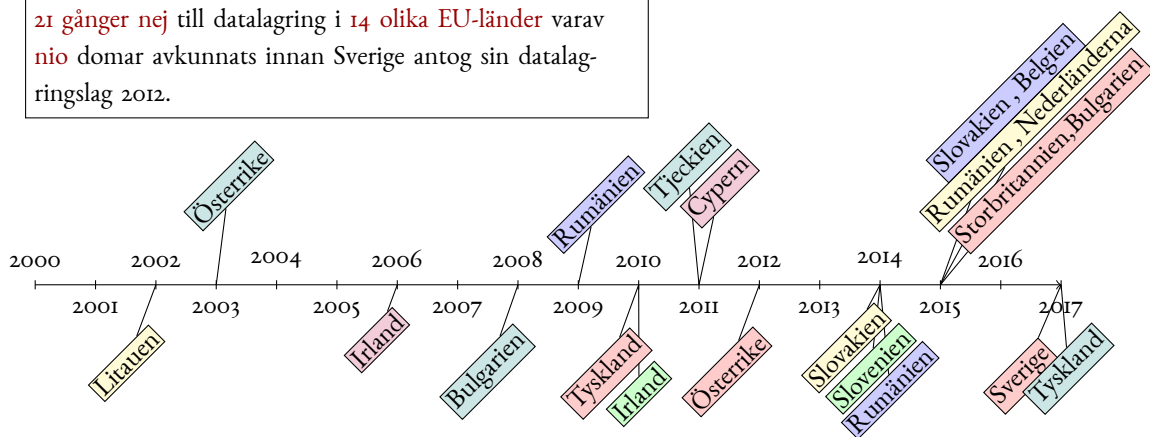 21 gånger nej till datalagring i 14 olika EU-länder varav
nio domar avkunnats innan Sverige antog sin datalag-
ringslag 2012.
Österrike
Rumänien
Tjeckien
Cypern
Slovakien , Belgien
Rumänien , Nederländerna
Storbritannien,Bulgarien
2000
2002
2004
2006
2008
2010
2012
2014
2016
2001
2003
2005
2007
2009
2011
2013
2015
2017
Litauen
Irland
Bulgarien
Tyskland
Irland
Österrike
Slovakien
Slovenien
Rumänien
Sverige
Tyskland